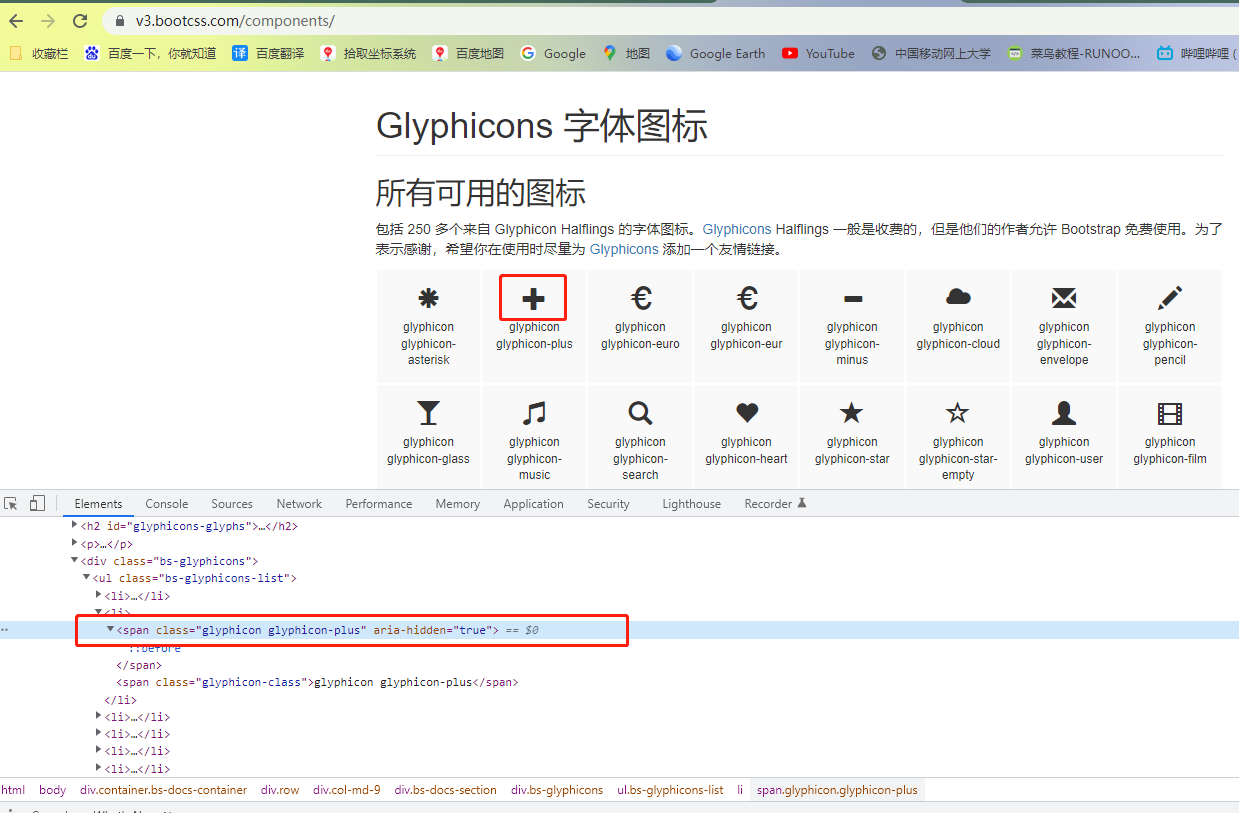 v3.bootcss.com/components/
收藏栏 百度一下，你就知道 译 百度翻译 拾取坐标系统 百度地图 Google 地图 Google Earth YouTube 中国移动网上大学 菜鸟教程-RUNOO... 哔哩哔哩 (
Glyphicons 字体图标
所有可用的图标
包括 250 多个来自 Glyphicon Halflings 的字体图标。Glyphicons Halflings 一般是收费的，但是他们的作者允许 Bootstrap 免费使用。为了
表示感谢，希望你在使用时尽量为 Glyphicons 添加一个友情链接。
glyphicon glyphicon glyphicon glyphicon glyphicon glyphicon glyphicon glyphicon
glyphicon- glyphicon-plus glyphicon-euro glyphicon-eur glyphicon- glyphicon-cloud glyphicon- glyphicon-
asterisk minus envelope pencil
glyphicon glyphicon glyphicon glyphicon glyphicon glyphicon glyphicon glyphicon
glyphicon-glass glyphicon- glyphicon- glyphicon-heart glyphicon-star glyphicon-star- glyphicon-user glyphicon-film
music search empty
Elements Console Sources Network Performance Memory Application Security Lighthouse Recorder
<h2 id="glyphicons-glyphs">…</h2>
<p>…</p>
<div class="bs-glyphicons">
<ul class="bs-glyphicons-list">
<li>…</li>
<li>
<span class="glyphicon glyphicon-plus" aria-hidden="true"> == $0
::before
</span>
<span class="glyphicon-class">glyphicon glyphicon-plus</span>
</li>
<li>…</li>
<li>…</li>
<li>…</li>
<li>…</li>
html body div.container.bs-docs-container div.row div.col-md-9 div.bs-docs-section div.bs-glyphicons ul.bs-glyphicons-list li span.glyphicon.glyphicon-plus